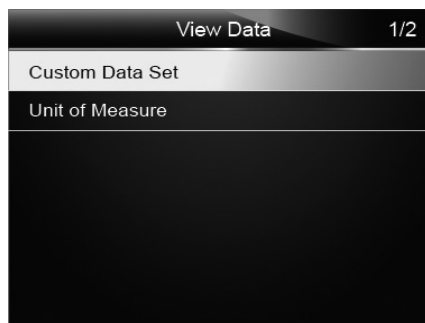 View Data 1/2
Custom Data Set
Unit of Measure